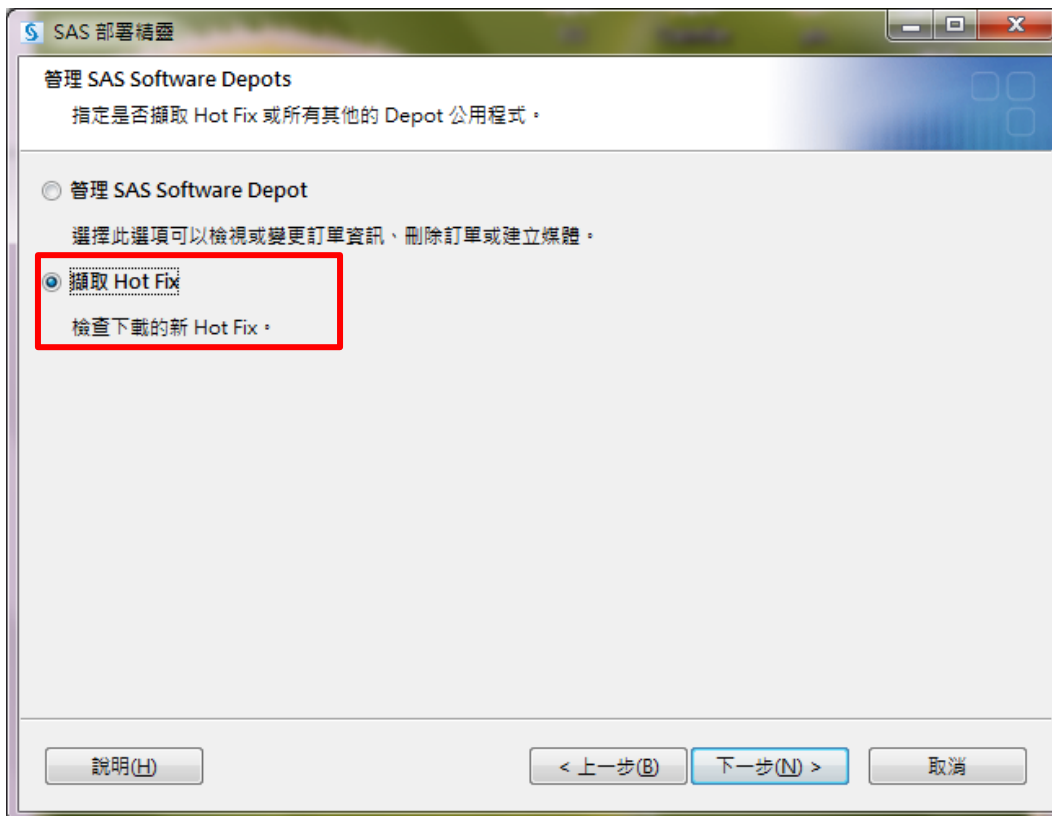 SAS 部署精靈
管理 SAS Software Depots
指定是否擷取 Hot Fix 或所有其他的 Depot 公用程式。
管理 SAS Software Depot
選擇此選項可以檢視或變更訂單資訊、刪除訂單或建立媒體。
擷取 Hot Fix
檢查下載的新 Hot Fix。
說明(H)
< 上一步(B)
下一步(N) >
取消